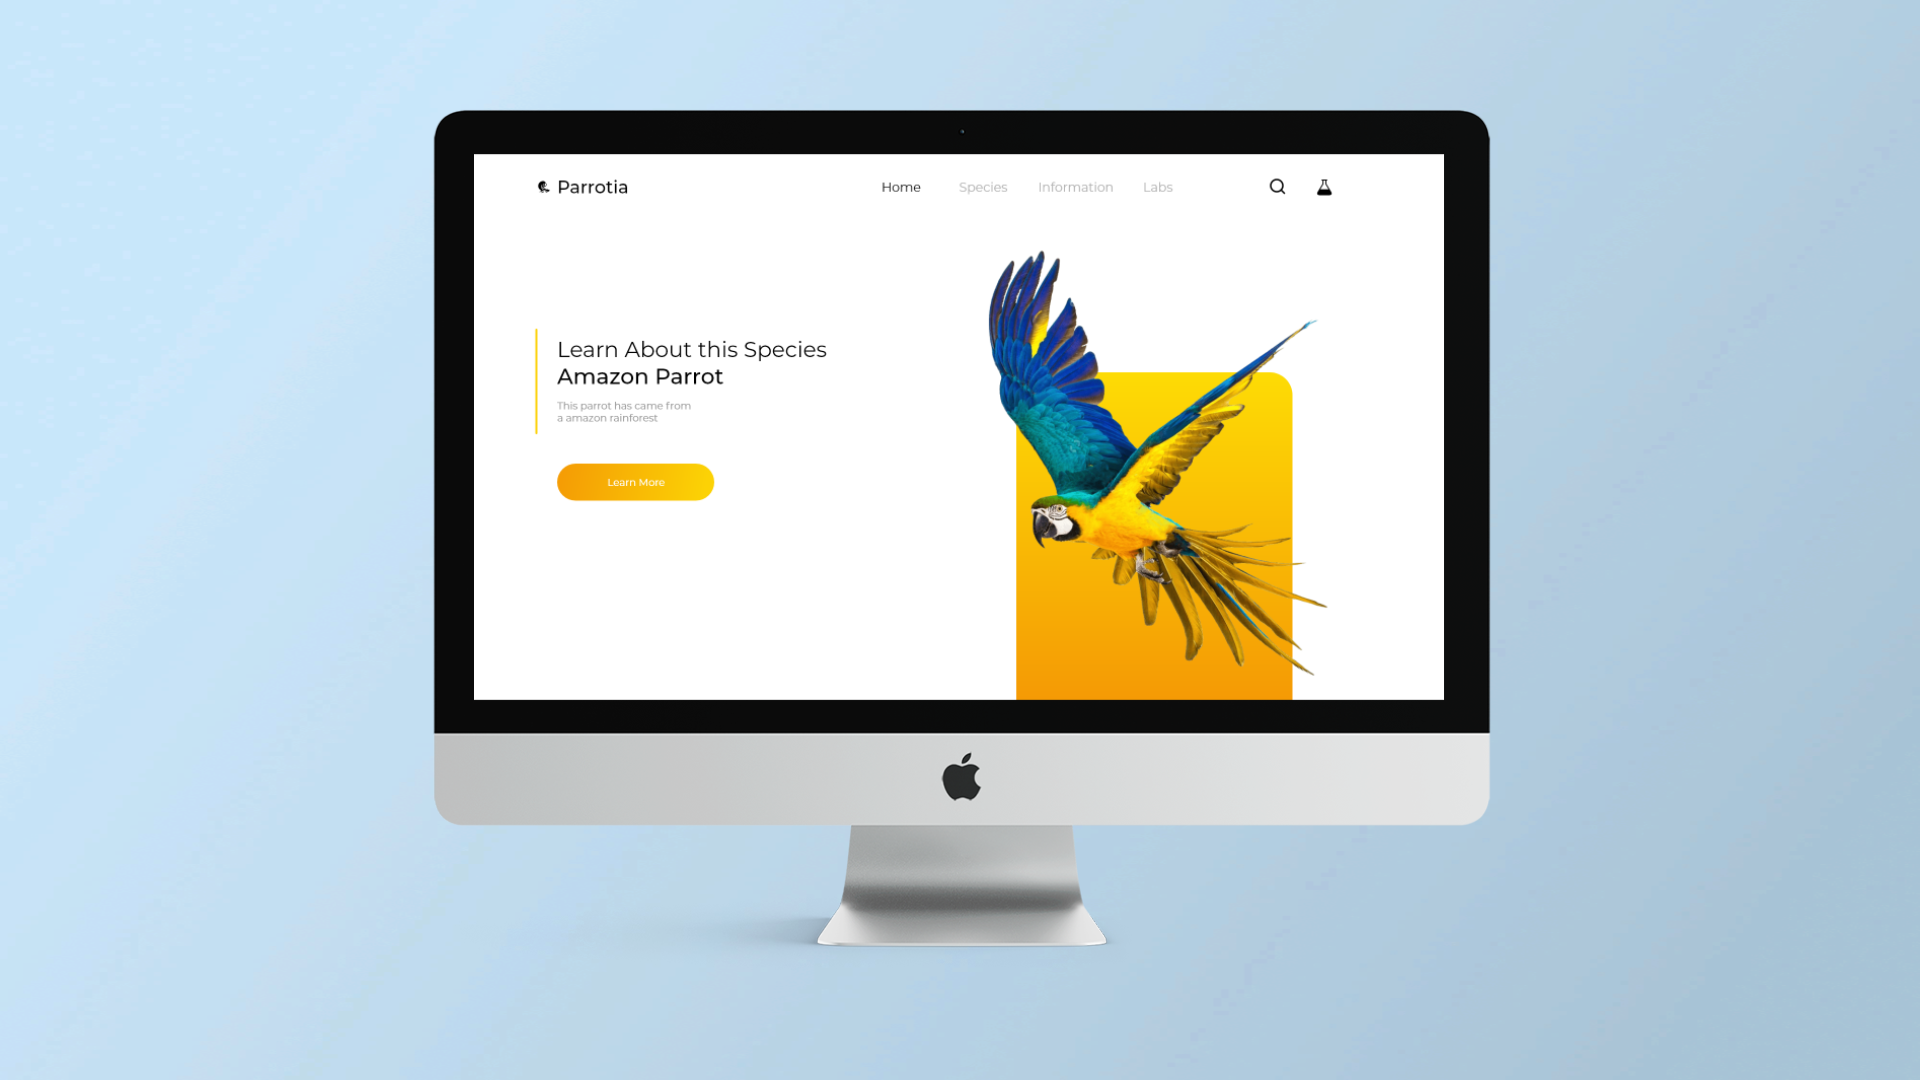 Parrotia
Home
Species
Information
Labs
Learn About this Species
Amazon Parrot
This parrot has came from
a amazon rainforest
Learn More